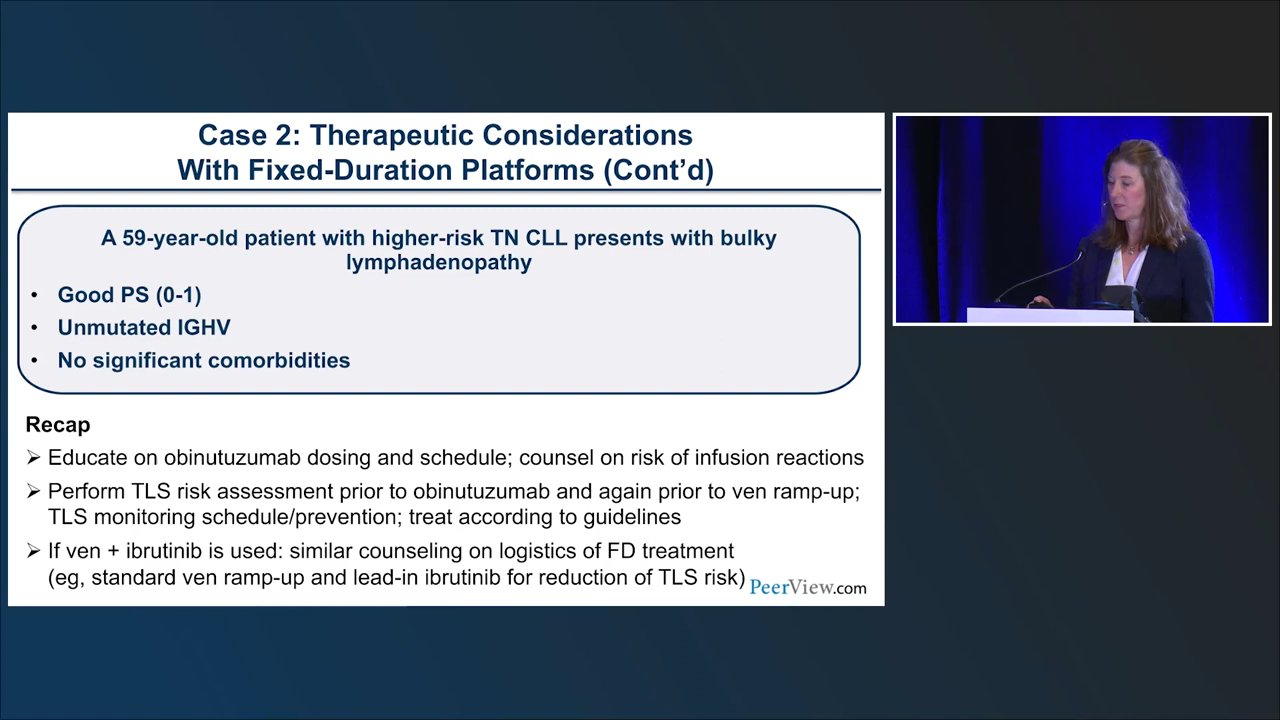 Case 2: Therapeutic Considerations
With Fixed-Duration Platforms (Cont’d)
A 59-year-old patient with higher-risk TN CLL presents with bulky
lymphadenopathy
• Good PS (0-1)
• Unmutated IGHV
• No significant comorbidities
Recap
➢ Educate on obinutuzumab dosing and schedule; counsel on risk of infusion reactions
➢ Perform TLS risk assessment prior to obinutuzumab and again prior to ven ramp-up;
TLS monitoring schedule/prevention; treat according to guidelines
➢ If ven + ibrutinib is used: similar counseling on logistics of FD treatment
(eg, standard ven ramp-up and lead-in ibrutinib for reduction of TLS risk)
PeerView.com